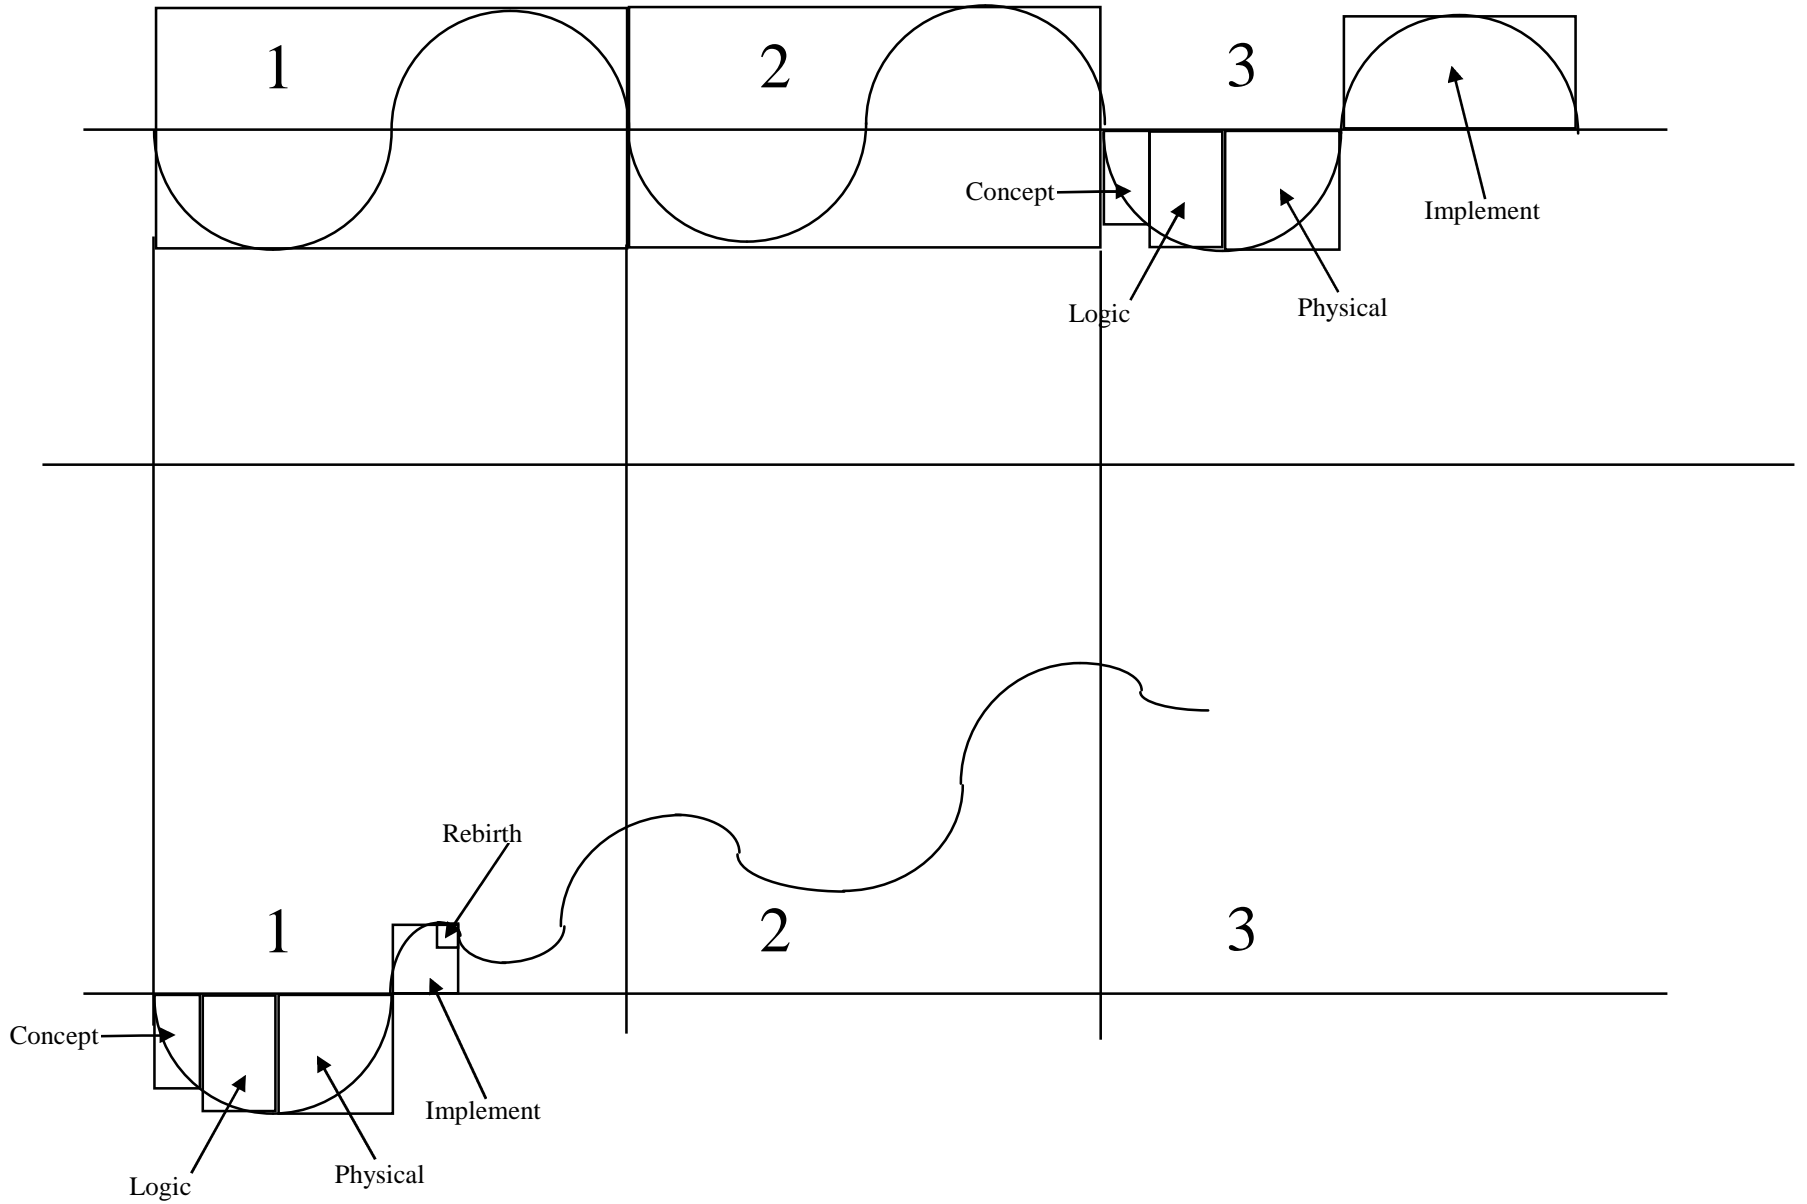 1
2
3
Concept
Implement
Logic
Physical
Rebirth
1
2
3
Concept
Implement
Physical
Logic